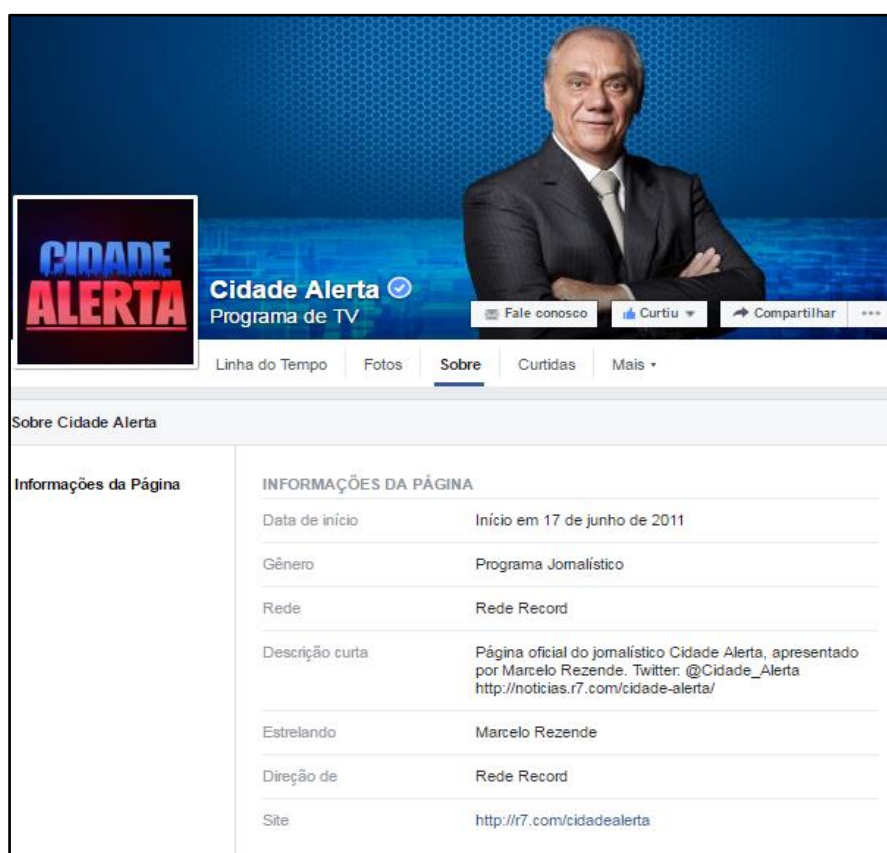 CIDADE
ALERTA
Cidade Alerta
Programa de TV
Fale conosco
Curtiu
Compartilhar
Linha do Tempo
Fotos
Sobre
Curtidas
Mais
Sobre Cidade Alerta
Informações da Página
INFORMAÇÕES DA PÁGINA
Data de início
Início em 17 de junho de 2011
Gênero
Programa Jornalístico
Rede
Rede Record
Descrição curta
Página oficial do jornalístico Cidade Alerta, apresentado
por Marcelo Rezende. Twitter: @Cidade_Alerta
http://noticias.r7.com/cidade-alerta/
Estrelando
Marcelo Rezende
Direção de
Rede Record
Site
http://r7.com/cidadealerta